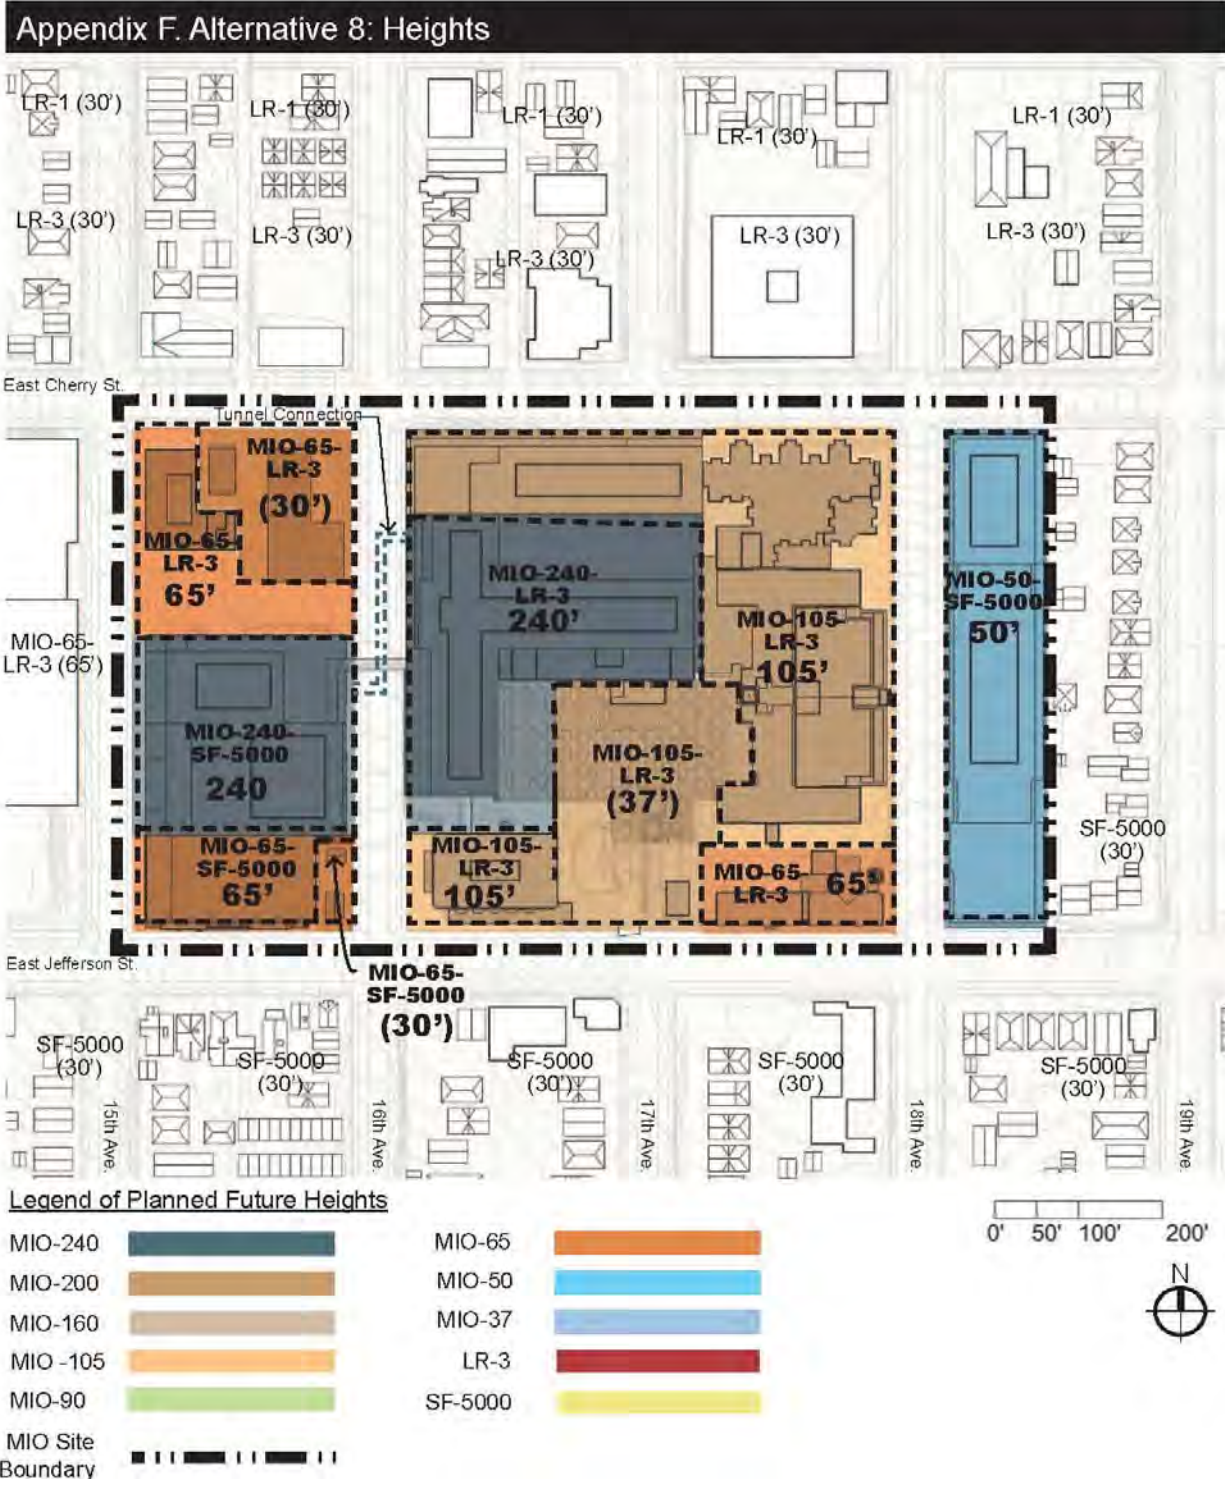 Appendix F. Alternative 8: Heights
LR-1 (30')
LR-1 (30')
LR-1 (30')
LR-1 (30')
LR-1 (30')
LR-3 (30')
LR-3 (30')
LR-3 (30')
LR-3 (30')
LR-3 (30')
East Cherry St.
Tunnel Connection
MIO-65-
LR-3
(30')
MIO-65-
LR-3
65'
MIO-240-
LR-3
240'
MIO-105-
LR-3
105'
MIO-50-
SF-5000
50'
MIO-65-
LR-3 (65')
MIO-240-
SF-5000
240
MIO-105-
LR-3
(37')
MIO-65-
SF-5000
65'
MIO-105-
LR-3
105'
MIO-65-
LR-3
65'
SF-5000
(30')
East Jefferson St.
MIO-65-
SF-5000
(30')
SF-5000
(30')
SF-5000
(30')
SF-5000
(30')
SF-5000
(30')
SF-5000
(30')
15th Ave.
16th Ave.
17th Ave.
18th Ave.
19th Ave.
Legend of Planned Future Heights
MIO-240
MIO-200
MIO-160
MIO -105
MIO-90
MIO Site
Boundary
MIO-65
MIO-50
MIO-37
LR-3
SF-5000
0' 50' 100' 200'
N